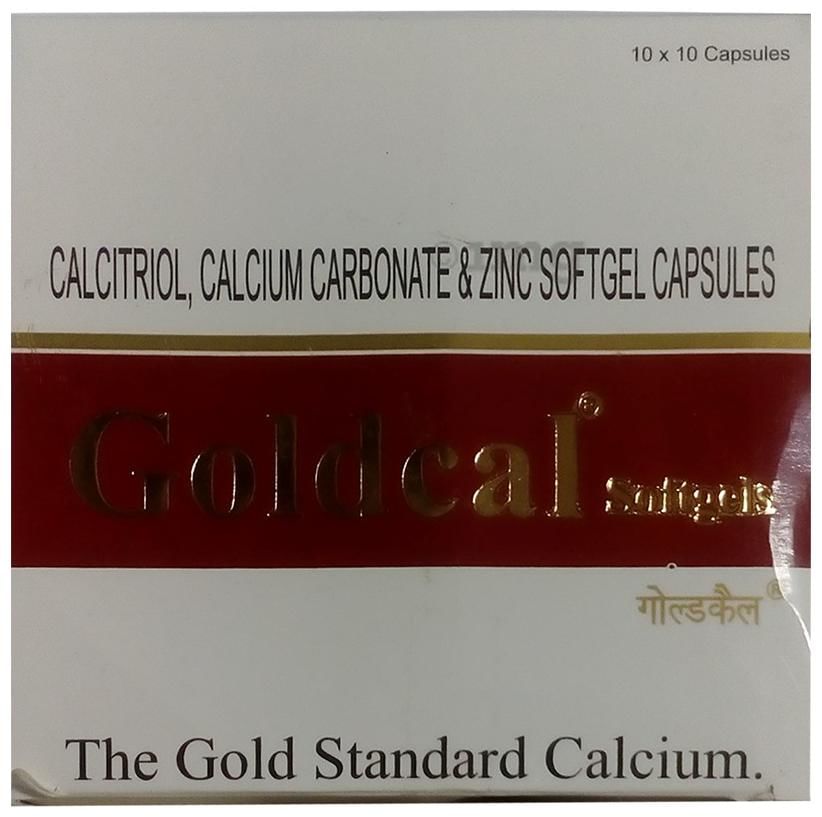 10 x 10 Capsules
CALCITRIOL, CALCIUM CARBONATE & ZINC SOFTGEL CAPSULES
Goldcal® Softgels
गोल्डकैल®
The Gold Standard Calcium.